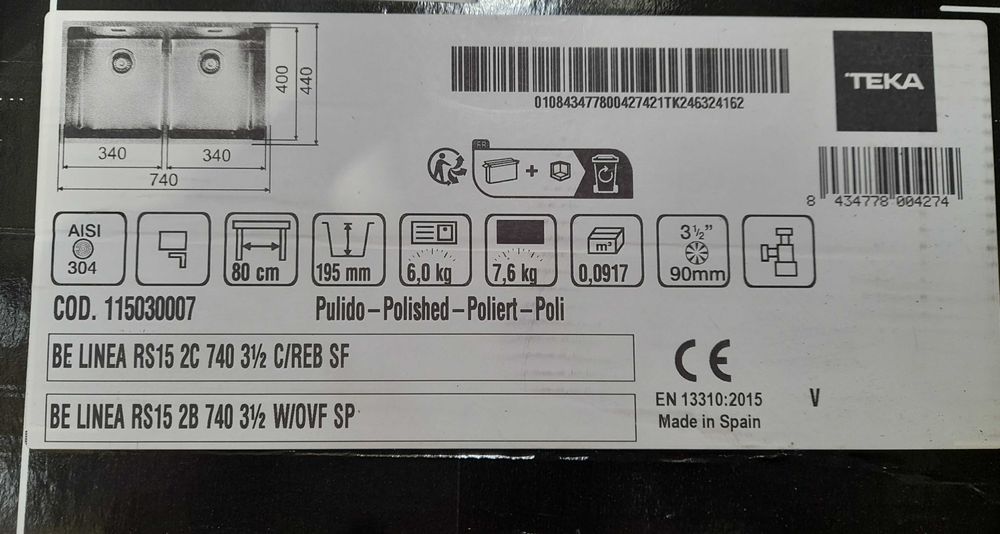 400
440
340
340
740
010843477800427421TK246324162
TEKA
FR
+
8 434778 004274
AISI
304
80 cm
195 mm
6,0 kg
7,6 kg
m³
0,0917
3½"
90mm
COD. 115030007
Pulido–Polished–Poliert–Poli
BE LINEA RS15 2C 740 3½ C/REB SF
BE LINEA RS15 2B 740 3½ W/OVF SP
CE
EN 13310:2015
V
Made in Spain